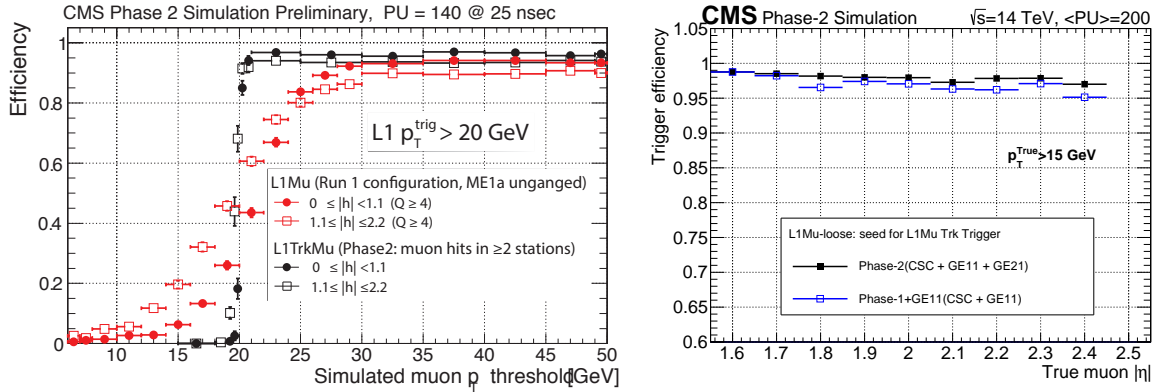 CMS Phase 2 Simulation Preliminary, PU = 140 @ 25 nsec
Efficiency
1
0.8
0.6
0.4
0.2
0
L1 p_T^trig > 20 GeV
L1Mu (Run 1 configuration, ME1a unganged)
0 ≤|h| <1.1 (Q ≥ 4)
1.1≤|h| ≤2.2 (Q ≥ 4)
L1TrkMu (Phase2: muon hits in ≥2 stations)
0 ≤|h| <1.1
1.1≤|h| ≤2.2
10 15 20 25 30 35 40 45 50
Simulated muon p_T threshold[GeV]
CMS Phase-2 Simulation √s=14 TeV, <PU>=200
Trigger efficiency
1
0.95
0.9
0.85
0.8
0.75
0.7
0.65
0.6
p_T^True>15 GeV
L1Mu-loose: seed for L1Mu Trk Trigger
Phase-2(CSC + GE11 + GE21)
Phase-1+GE11(CSC + GE11)
1.6 1.7 1.8 1.9 2 2.1 2.2 2.3 2.4 2.5
True muon |η|